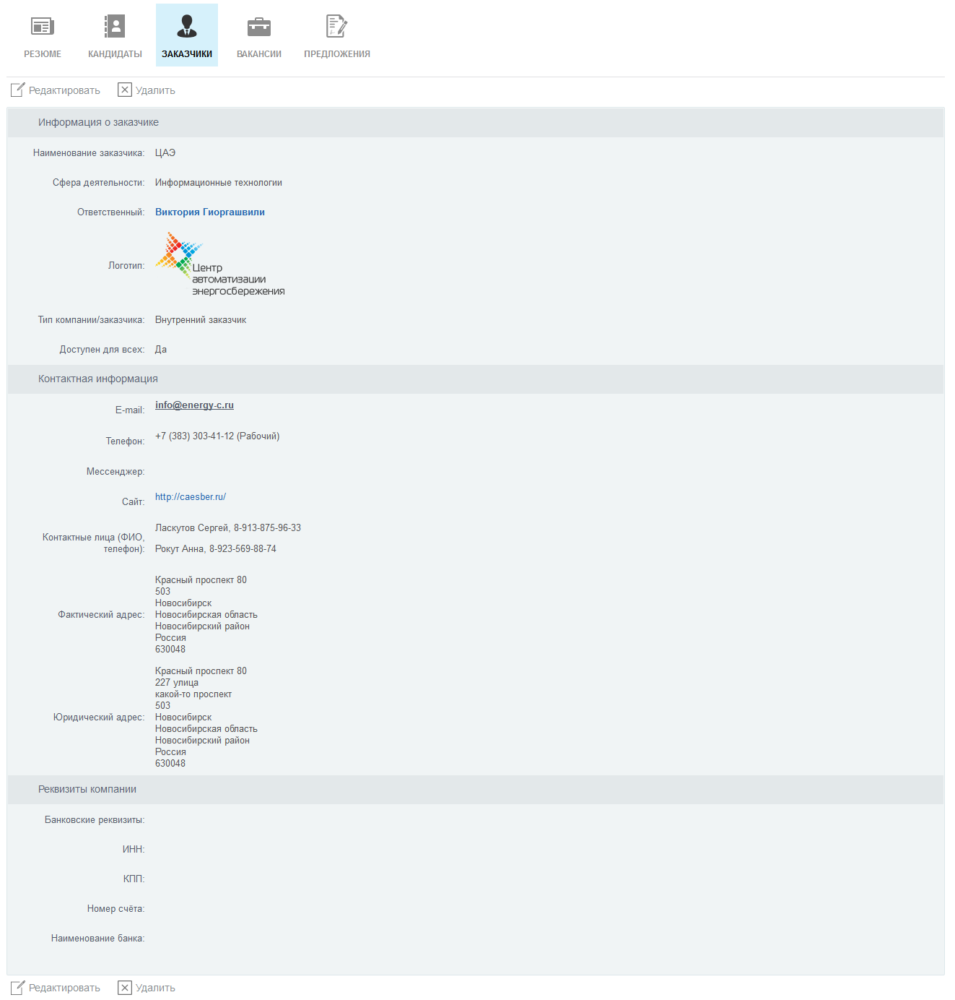 РЕЗЮМЕ
КАНДИДАТЫ
ЗАКАЗЧИКИ
ВАКАНСИИ
ПРЕДЛОЖЕНИЯ
Редактировать
Удалить
Информация о заказчике
Наименование заказчика: ЦАЭ
Сфера деятельности: Информационные технологии
Ответственный: Виктория Гиоргашвили
Логотип:
Центр
автоматизации
энергосбережения
Тип компании/заказчика: Внутренний заказчик
Доступен для всех: Да
Контактная информация
E-mail: info@energy-c.ru
Телефон: +7 (383) 303-41-12 (Рабочий)
Мессенджер:
Сайт: http://caesber.ru/
Контактные лица (ФИО,
телефон):
Ласкутов Сергей, 8-913-875-96-33
Рокут Анна, 8-923-569-88-74
Фактический адрес:
Красный проспект 80
503
Новосибирск
Новосибирская область
Новосибирский район
Россия
630048
Юридический адрес:
Красный проспект 80
227 улица
какой-то проспект
503
Новосибирск
Новосибирская область
Новосибирский район
Россия
630048
Реквизиты компании
Банковские реквизиты:
ИНН:
КПП:
Номер счёта:
Наименование банка:
Редактировать
Удалить